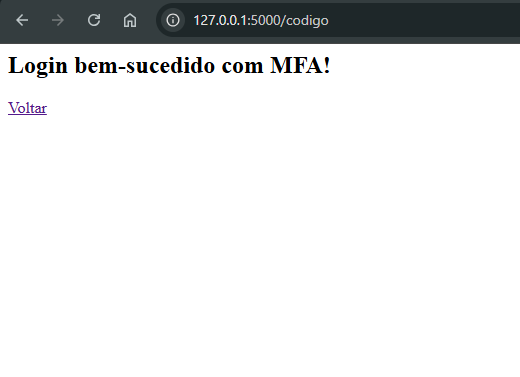 127.0.0.1:5000/codigo
Login bem-sucedido com MFA!
Voltar